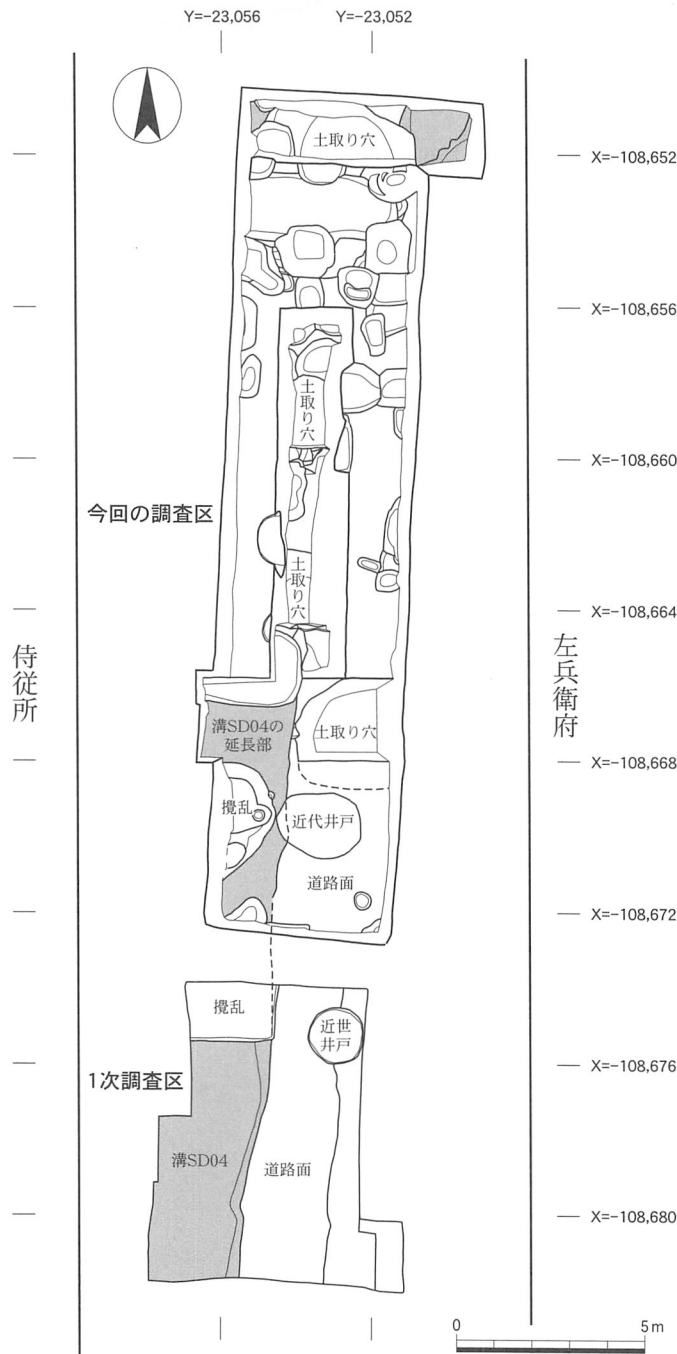 Y=−23,056
Y=−23,052
土取り穴
X=−108,652
X=−108,656
土取り穴
X=−108,660
今回の調査区
土取り穴
X=−108,664
侍従所
左兵衛府
溝SD04の
延長部
土取り穴
X=−108,668
攪乱
近代井戸
道路面
X=−108,672
攪乱
近世
井戸
1次調査区
X=−108,676
溝SD04
道路面
X=−108,680
0
5m